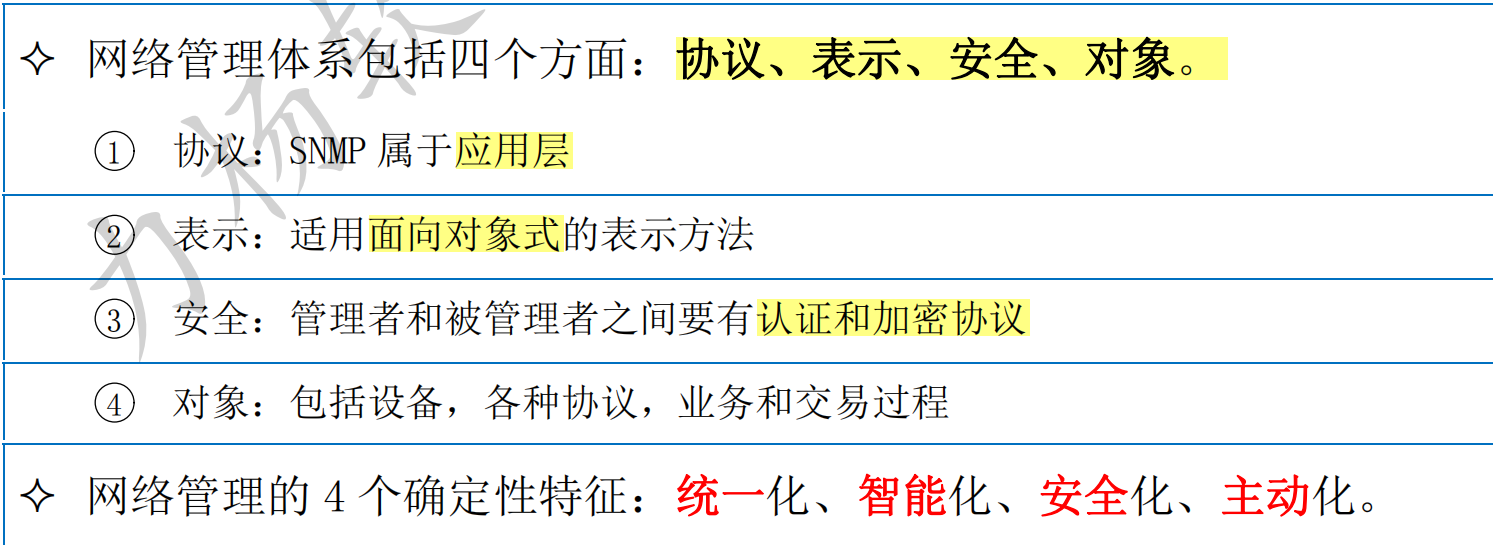 ✧ 网络管理体系包括四个方面：协议、表示、安全、对象。
① 协议：SNMP 属于应用层
② 表示：适用面向对象式的表示方法
③ 安全：管理者和被管理者之间要有认证和加密协议
④ 对象：包括设备，各种协议，业务和交易过程
✧ 网络管理的 4 个确定性特征：统一化、智能化、安全化、主动化。